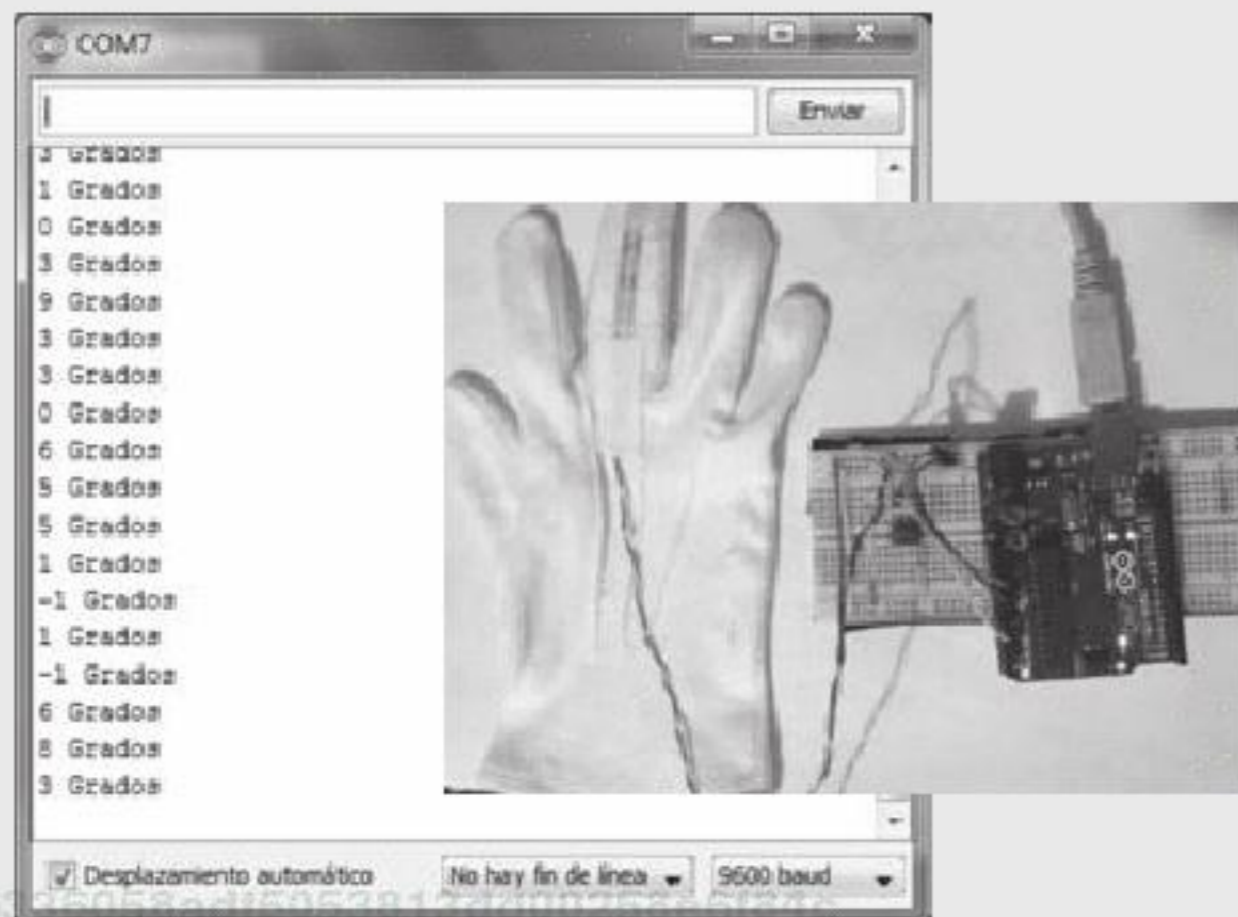 COM7
Enviar
3 Grados
1 Grados
0 Grados
3 Grados
9 Grados
3 Grados
3 Grados
0 Grados
6 Grados
Grados
5 Grados
1 Grados
-1 Grados
1 Grados
-1 Grados
6 Grados
8 Grados
3 Grados
Desplazamiento automático
No hay fin de línea
9600 baud